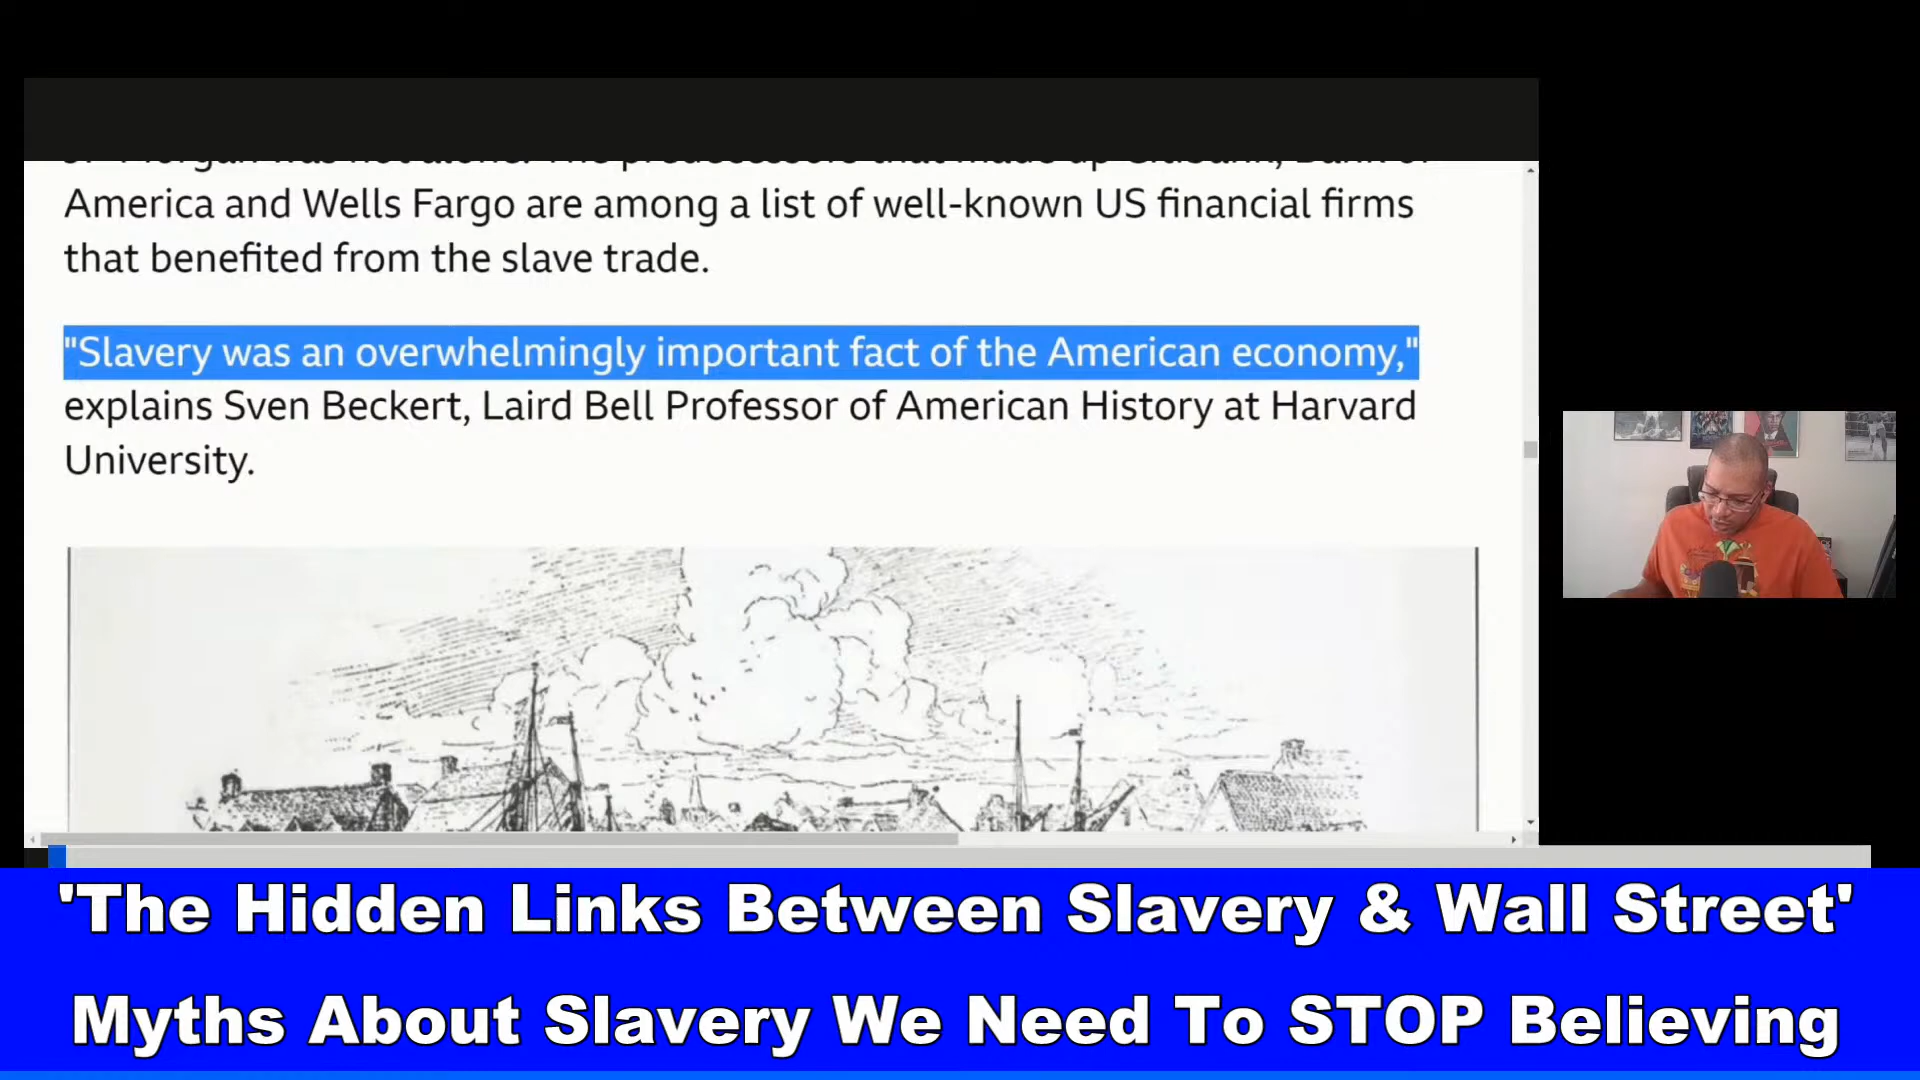 America and Wells Fargo are among a list of well-known US financial firms
that benefited from the slave trade.
"Slavery was an overwhelmingly important fact of the American economy,"
explains Sven Beckert, Laird Bell Professor of American History at Harvard
University.
'The Hidden Links Between Slavery & Wall Street'
Myths About Slavery We Need To STOP Believing